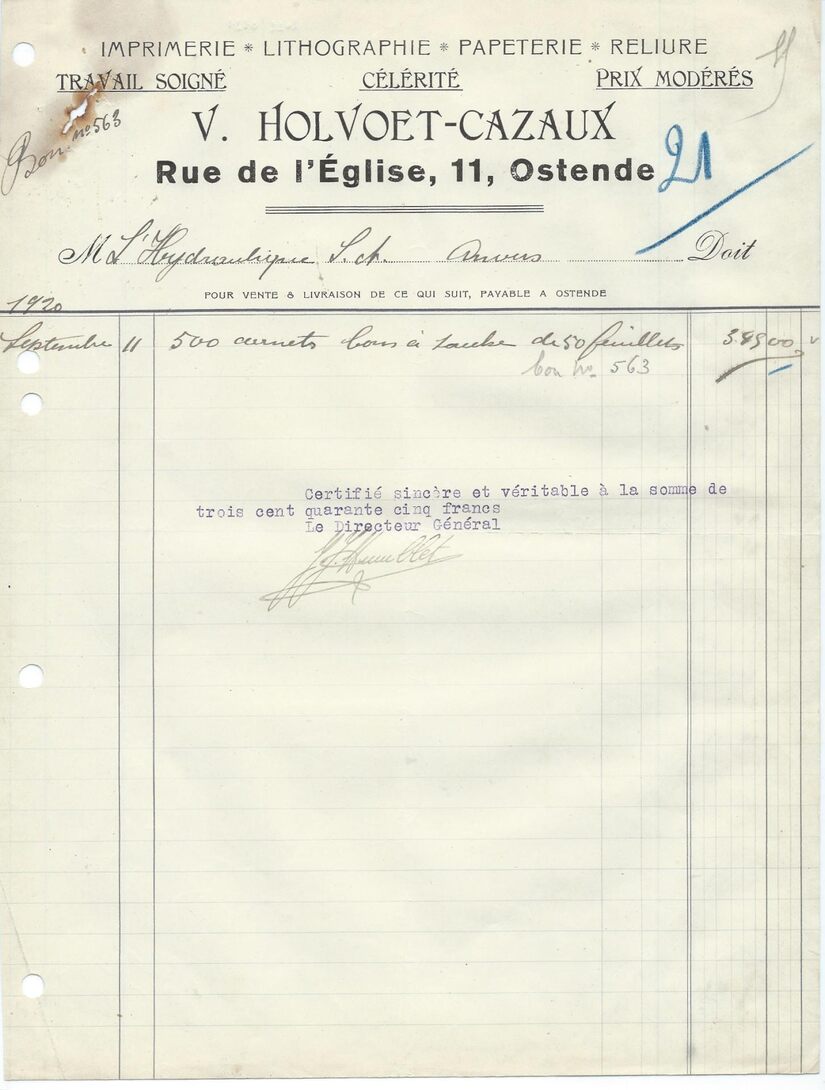 IMPRIMERIE * LITHOGRAPHIE * PAPETERIE * RELIURE
TRAVAIL SOIGNÉ CÉLÉRITÉ PRIX MODÉRÉS
Bon nº 563
V. HOLVOET-CAZAUX
Rue de l'Église, 11, Ostende
21
M L'Hydraulique S.A. Anvers Doit
POUR VENTE & LIVRAISON DE CE QUI SUIT, PAYABLE A OSTENDE
1920
Septembre 11 500 carnets bons à souche de 50 feuillets
bon nº 563
Certifié sincère et véritable à la somme de
trois cent quarante cinq francs
Le Directeur Général